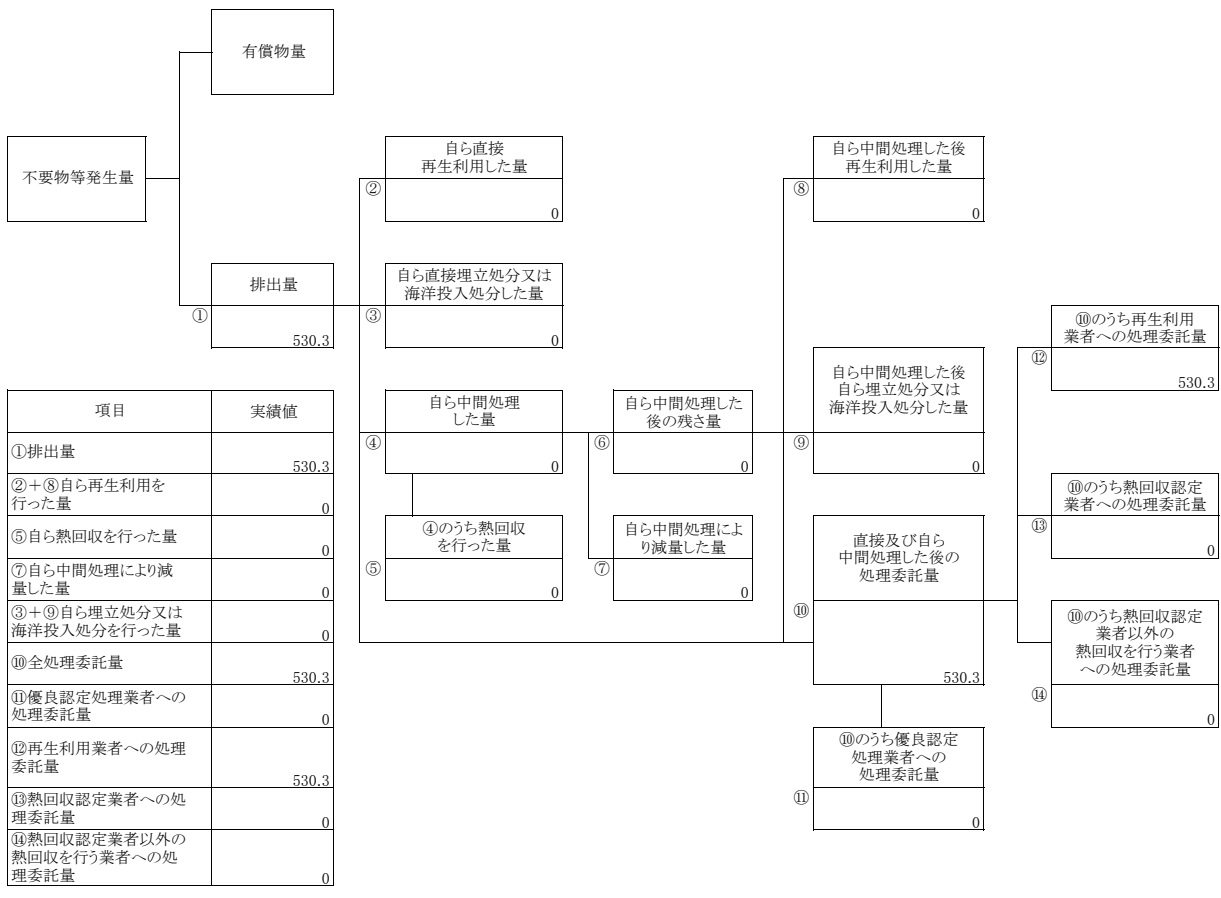 有償物量
不要物等発生量
自ら直接
再生利用した量
②
0
自ら中間処理した後
再生利用した量
⑧
0
排出量
①
530.3
自ら直接埋立処分又は
海洋投入処分した量
③
0
自ら中間処理
した量
④
0
④のうち熱回収
を行った量
⑤
0
自ら中間処理した
後の残さ量
⑥
0
自ら中間処理によ
り減量した量
⑦
0
自ら中間処理した後
自ら埋立処分又は
海洋投入処分した量
⑨
0
直接及び自ら
中間処理した後の
処理委託量
⑩
530.3
⑩のうち優良認定
処理業者への
処理委託量
⑪
0
⑩のうち再生利用
業者への処理委託量
⑫
530.3
⑩のうち熱回収認定
業者への処理委託量
⑬
0
⑩のうち熱回収認定
業者以外の
熱回収を行う業者
への処理委託量
⑭
0
項目 実績値
①排出量
530.3
②＋⑧自ら再生利用を
行った量
0
⑤自ら熱回収を行った量
0
⑦自ら中間処理により減
量した量
0
③＋⑨自ら埋立処分又は
海洋投入処分を行った量
0
⑩全処理委託量
530.3
⑪優良認定処理業者への
処理委託量
0
⑫再生利用業者への処理
委託量
530.3
⑬熱回収認定業者への処
理委託量
0
⑭熱回収認定業者以外の
熱回収を行う業者への処
理委託量
0